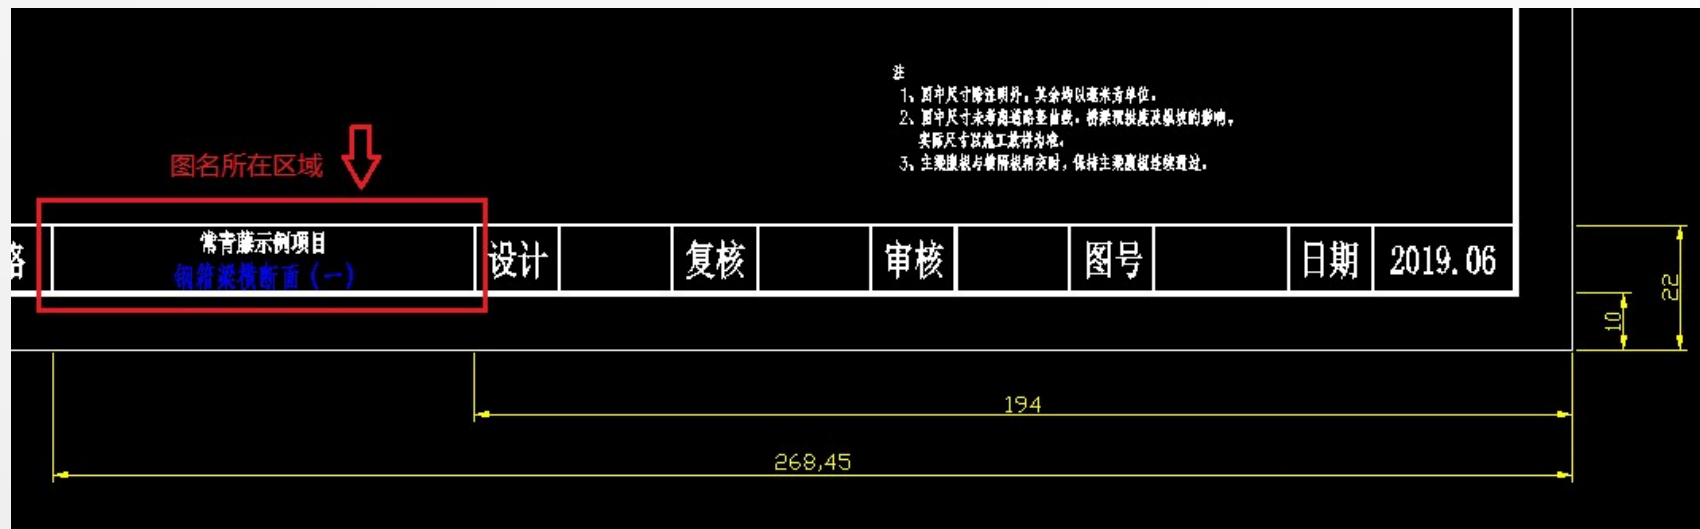 注
1、图中尺寸除注明外，其余均以毫米为单位。
2、图中尺寸未考虑道路竖曲线、桥梁预拱度及纵坡的影响，
实际尺寸以施工放样为准。
3、主梁腹板与横隔板相交时，保持主梁腹板连续通过。
图名所在区域
常青藤示例项目
钢箱梁横断面（一）
设计 复核 审核 图号 日期 2019.06
22
10
194
268,45